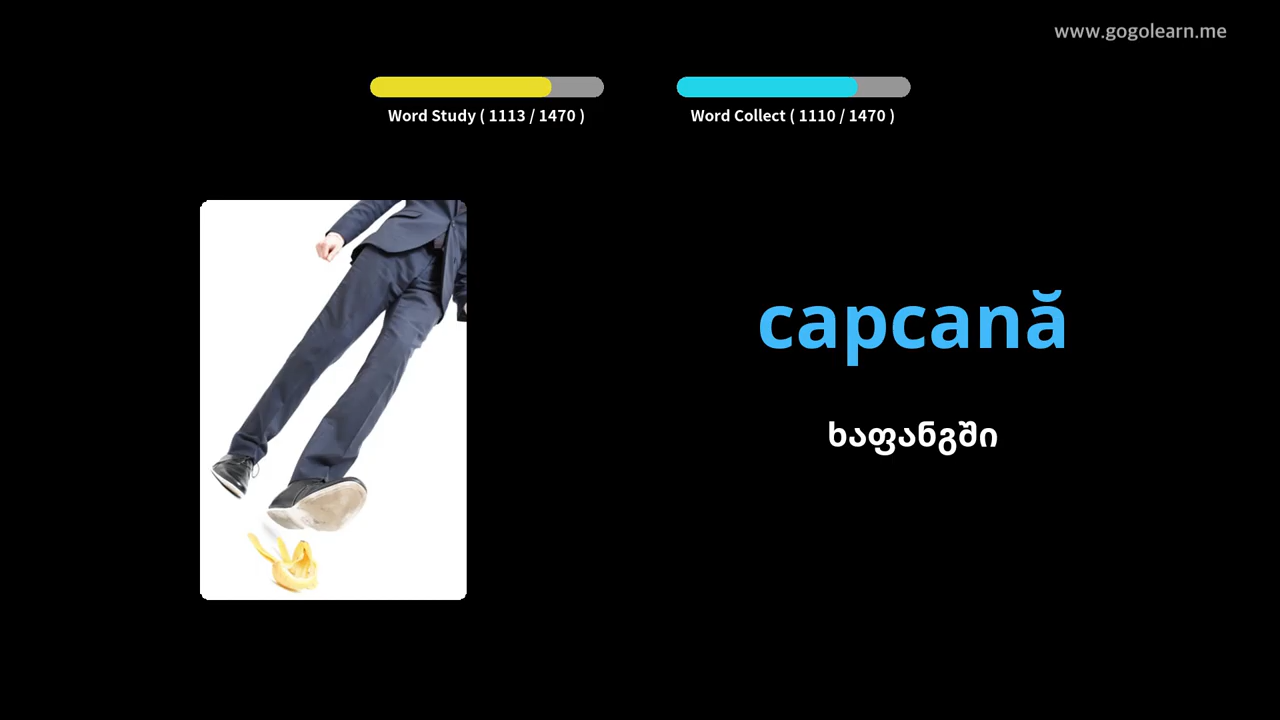 www.gogolearn.me
Word Study ( 1113 / 1470 )
Word Collect ( 1110 / 1470 )
capcană
ხაფანგში